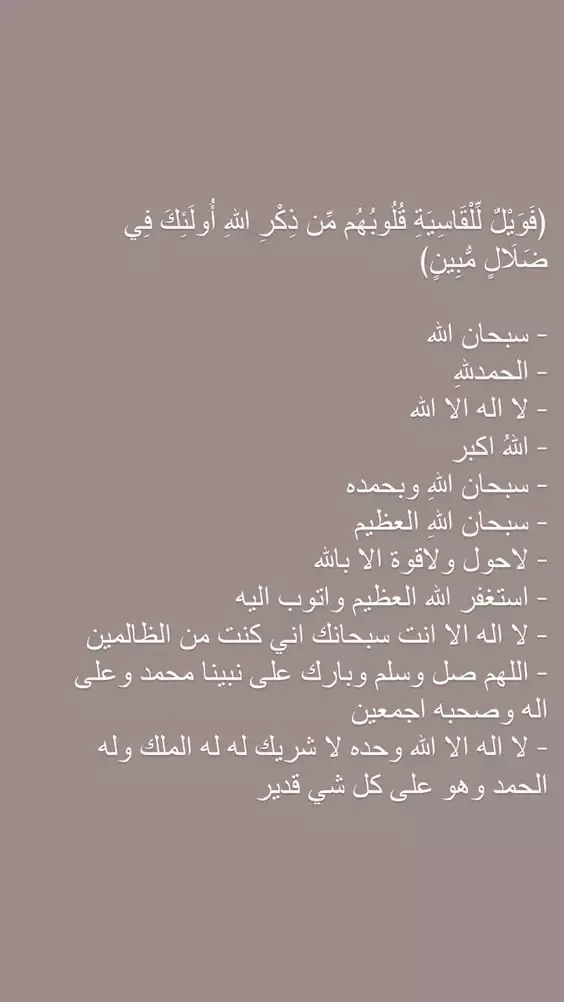 (فَوَيْلٌ لِّلْقَاسِيَةِ قُلُوبُهُم مِّن ذِكْرِ اللهِ أُولَئِكَ فِي
ضَلَالٍ مُّبِينٍ)
- سبحان الله
- الحمدللهِ
- لا اله الا الله
- اللهُ اكبر
- سبحان اللهِ وبحمده
- سبحان اللهِ العظيم
- لاحول ولاقوة الا بالله
- استغفر الله العظيم واتوب اليه
- لا اله الا انت سبحانك اني كنت من الظالمين
- اللهم صل وسلم وبارك على نبينا محمد وعلى
اله وصحبه اجمعين
- لا اله الا الله وحده لا شريك له له الملك وله
الحمد وهو على كل شي قدير